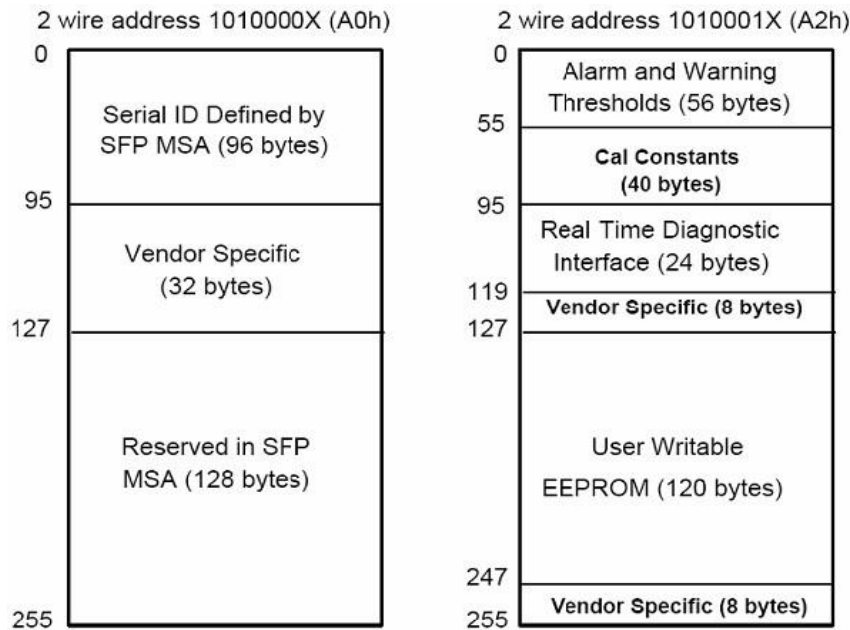 2 wire address 1010000X (A0h)
0
Serial ID Defined by
SFP MSA (96 bytes)
95
Vendor Specific
(32 bytes)
127
Reserved in SFP
MSA (128 bytes)
255
2 wire address 1010001X (A2h)
0
Alarm and Warning
Thresholds (56 bytes)
55
Cal Constants
(40 bytes)
95
Real Time Diagnostic
Interface (24 bytes)
119
Vendor Specific (8 bytes)
127
User Writable
EEPROM (120 bytes)
247
Vendor Specific (8 bytes)
255